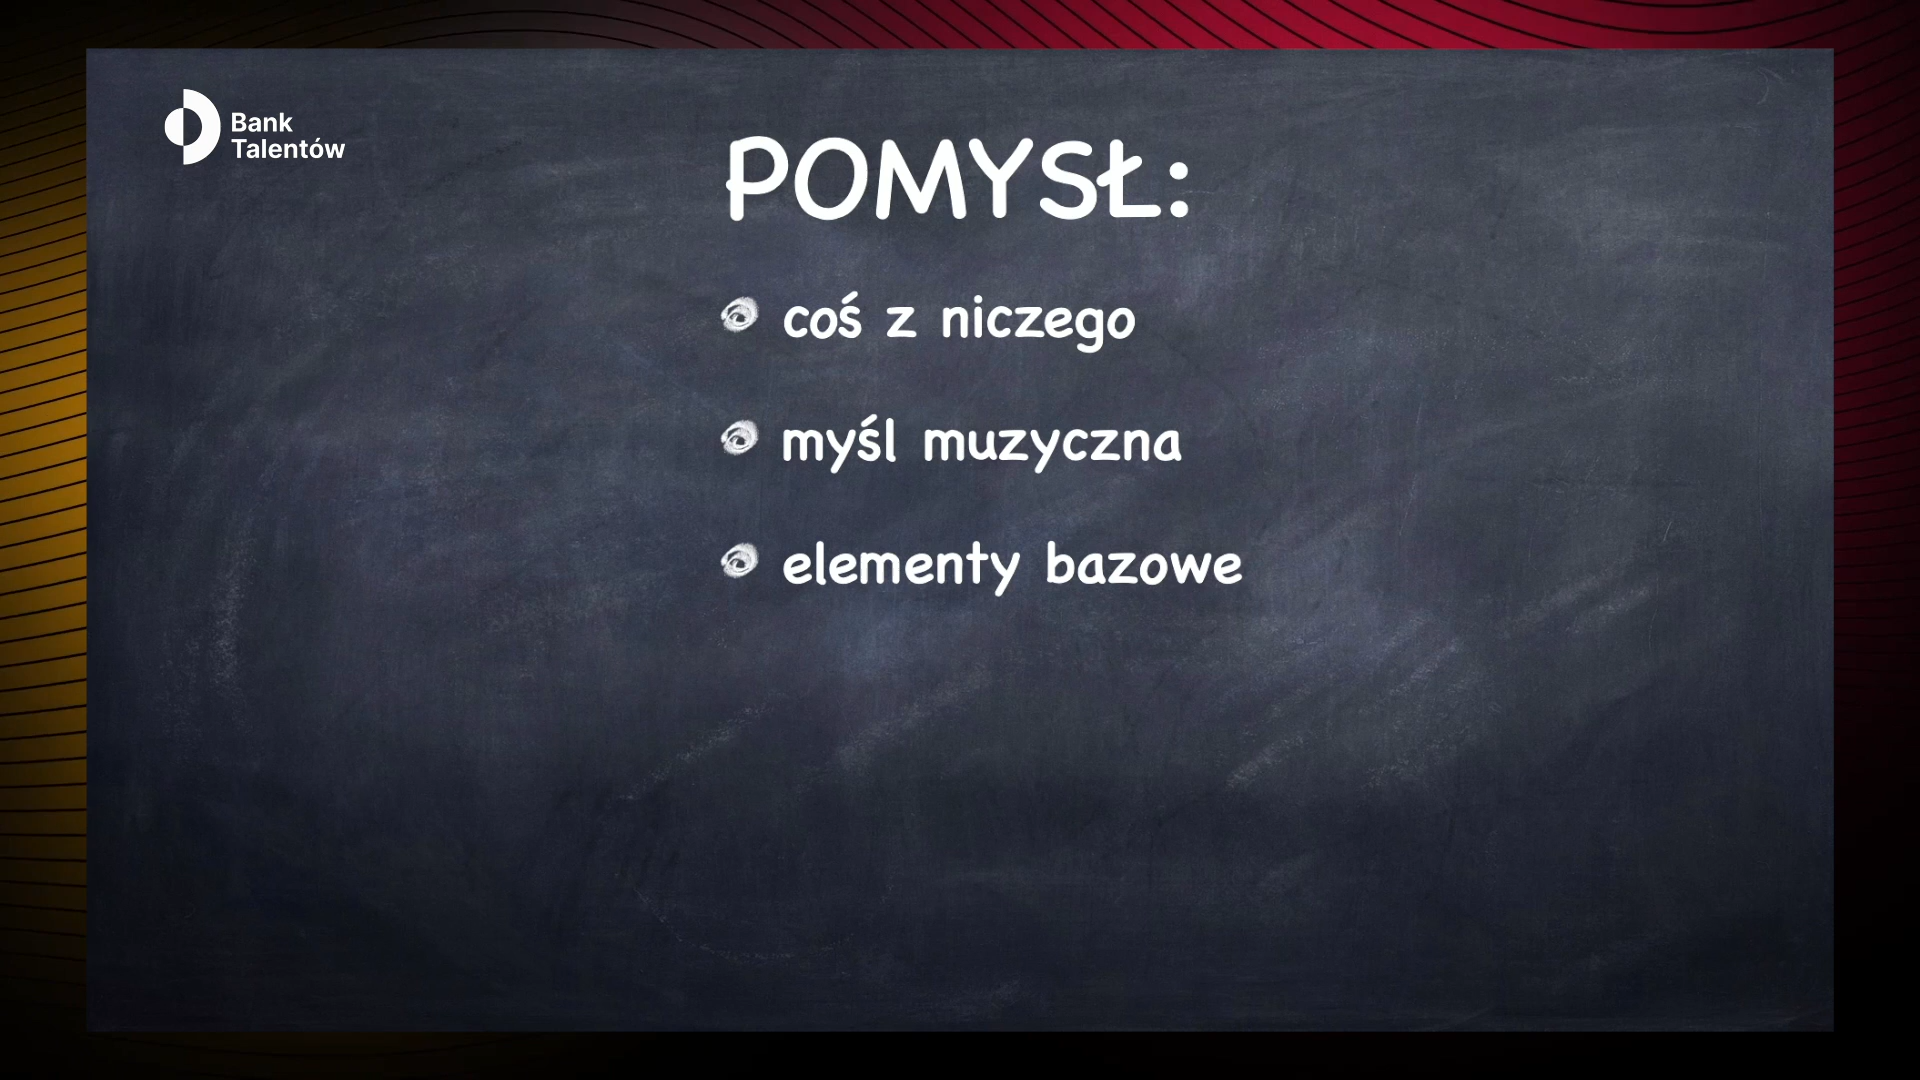 Bank
Talentów
POMYSŁ:
coś z niczego
myśl muzyczna
elementy bazowe